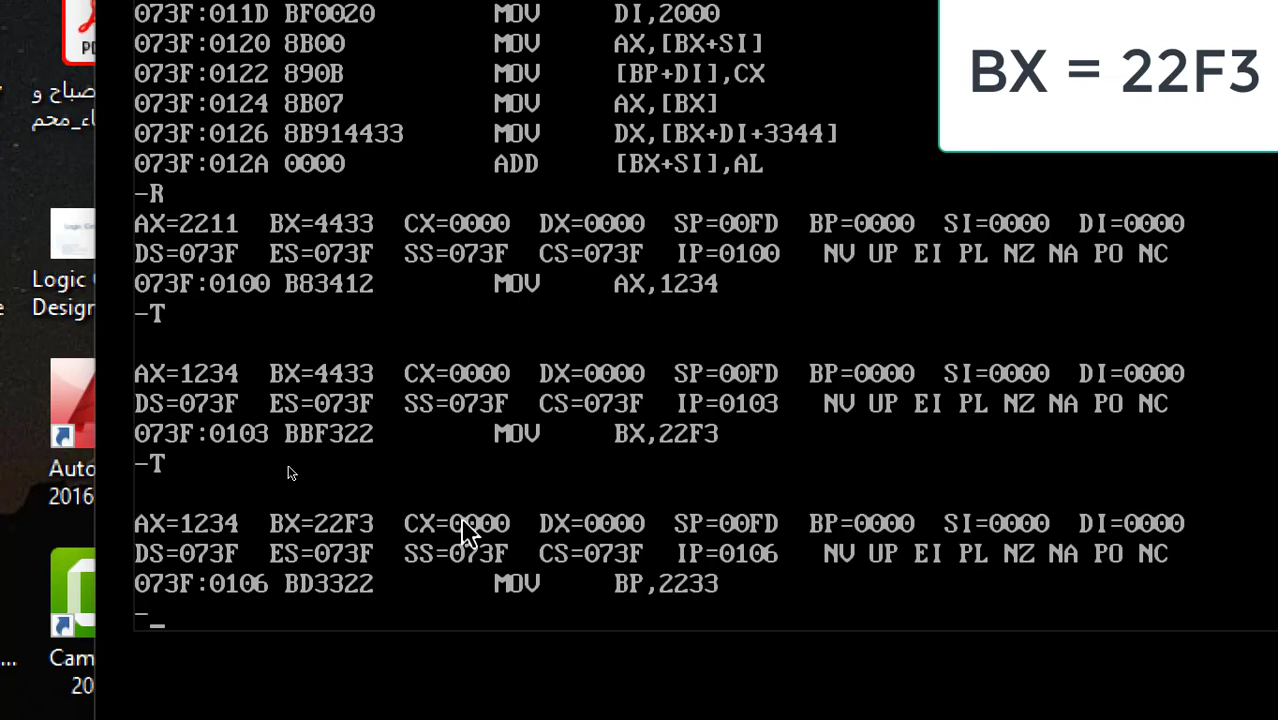 073F:011D BF0020 MOV DI,2000
073F:0120 8B00 MOV AX,[BX+SI]
073F:0122 890B MOV [BP+DI],CX
073F:0124 8B07 MOV AX,[BX]
073F:0126 8B914433 MOV DX,[BX+DI+3344]
073F:012A 0000 ADD [BX+SI],AL
-R
AX=2211 BX=4433 CX=0000 DX=0000 SP=00FD BP=0000 SI=0000 DI=0000
DS=073F ES=073F SS=073F CS=073F IP=0100 NV UP EI PL NZ NA PO NC
073F:0100 B83412 MOV AX,1234
-T
AX=1234 BX=4433 CX=0000 DX=0000 SP=00FD BP=0000 SI=0000 DI=0000
DS=073F ES=073F SS=073F CS=073F IP=0103 NV UP EI PL NZ NA PO NC
073F:0103 BBF322 MOV BX,22F3
-T
AX=1234 BX=22F3 CX=0000 DX=0000 SP=00FD BP=0000 SI=0000 DI=0000
DS=073F ES=073F SS=073F CS=073F IP=0106 NV UP EI PL NZ NA PO NC
073F:0106 BD3322 MOV BP,2233
-_
BX = 22F3
صباح و
Logic
Design
Auto
2016
Cam
20